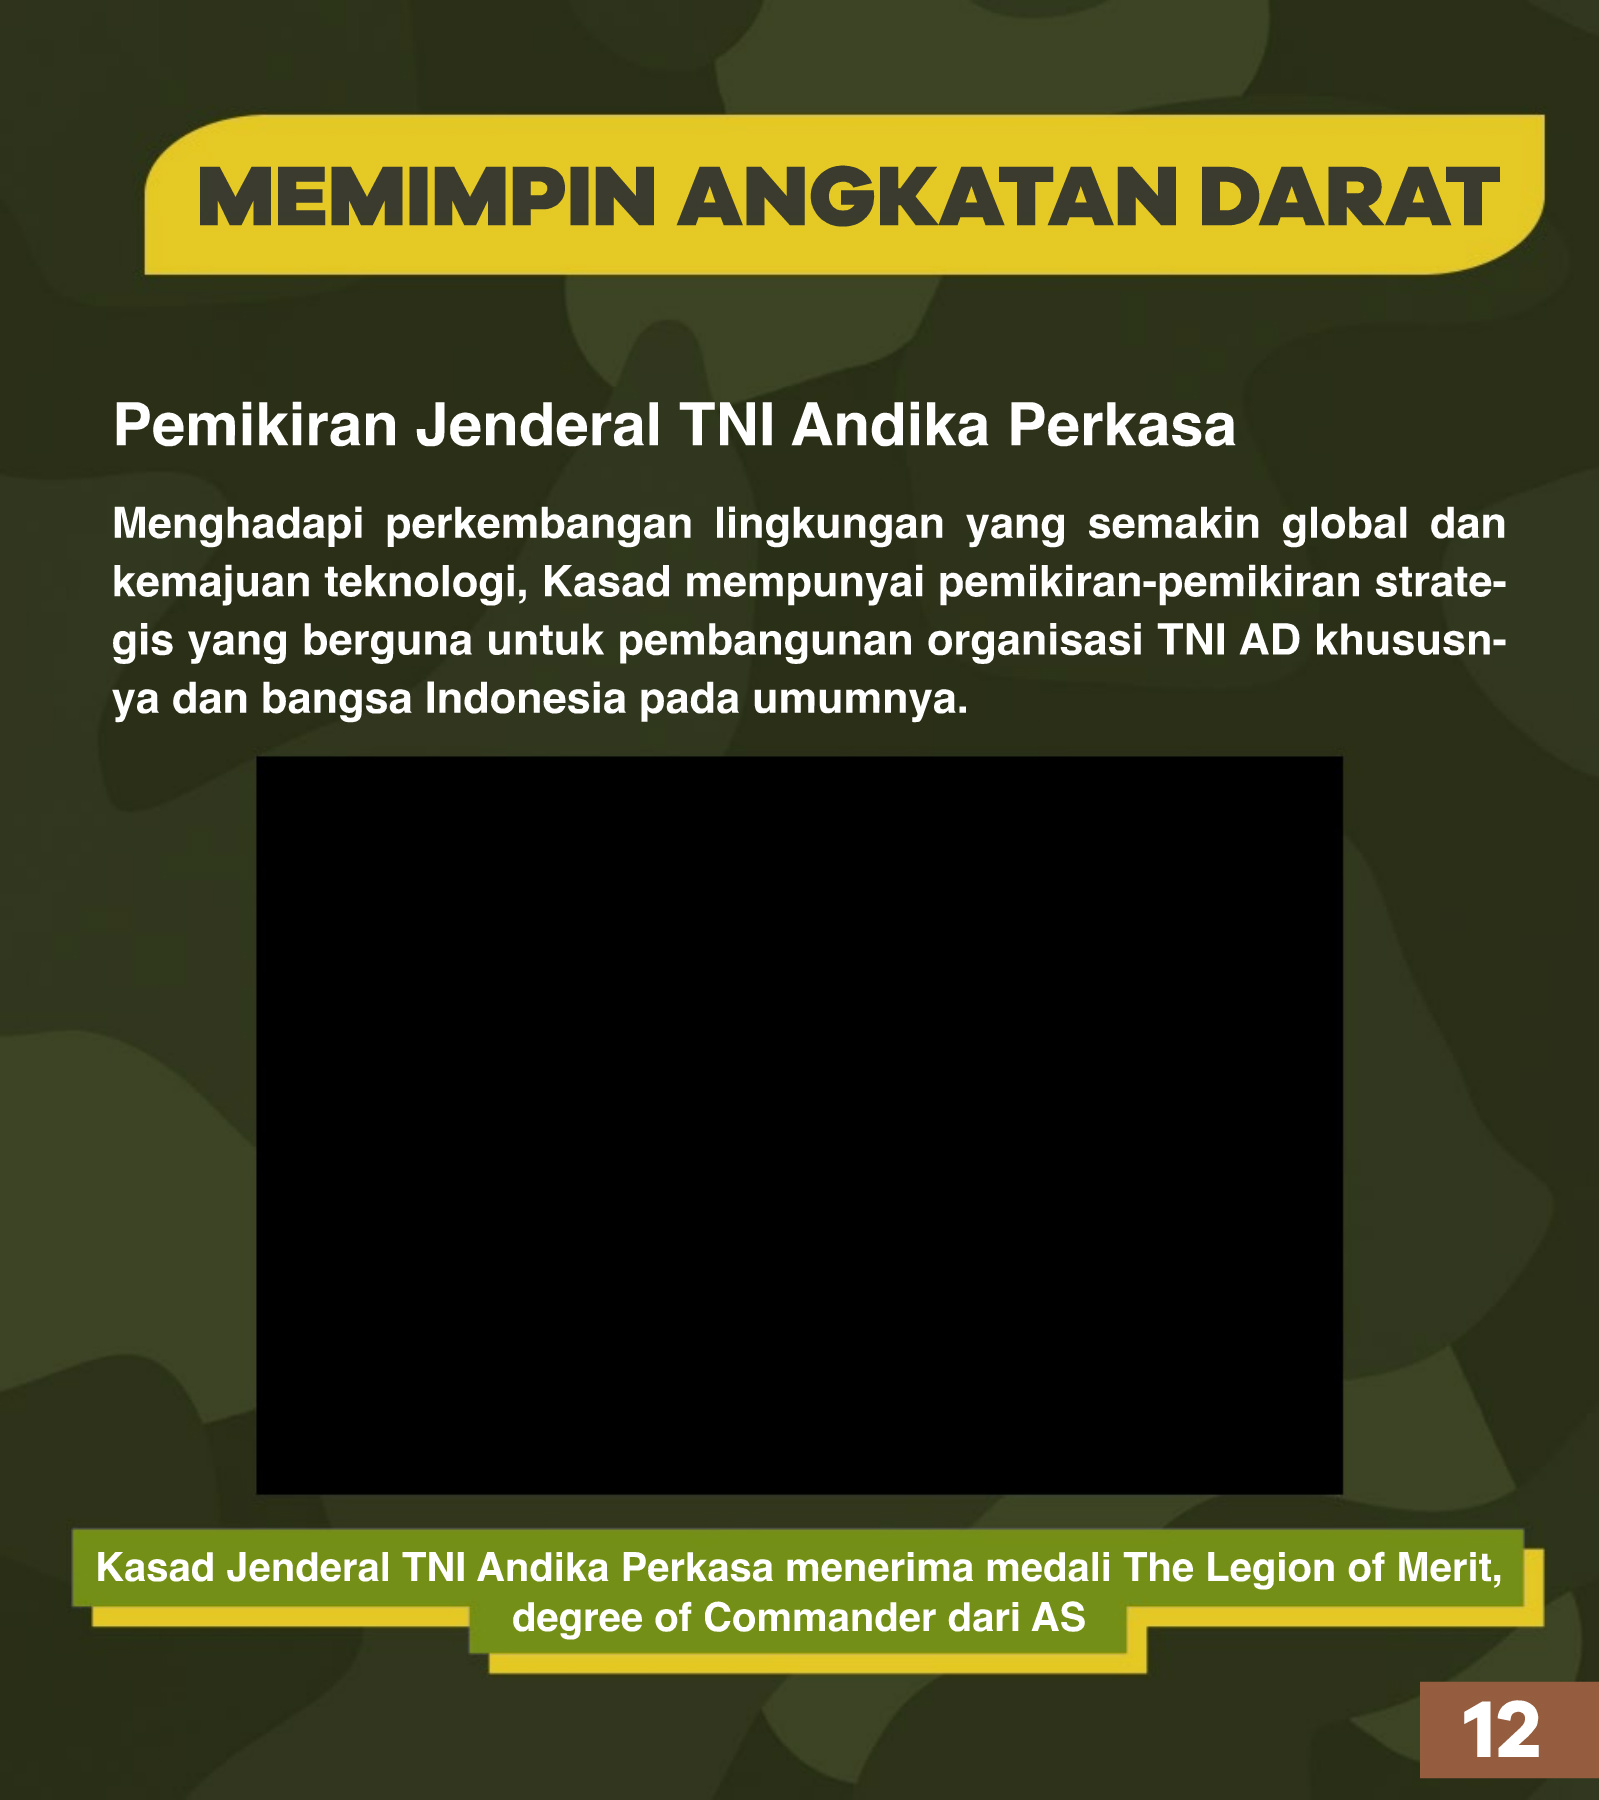 MEMIMPIN ANGKATAN DARAT
Pemikiran Jenderal TNI Andika Perkasa
Menghadapi perkembangan lingkungan yang semakin global dan
kemajuan teknologi, Kasad mempunyai pemikiran-pemikiran strate-
gis yang berguna untuk pembangunan organisasi TNI AD khususn-
ya dan bangsa Indonesia pada umumnya.
Kasad Jenderal TNI Andika Perkasa menerima medali The Legion of Merit,
degree of Commander dari AS
12